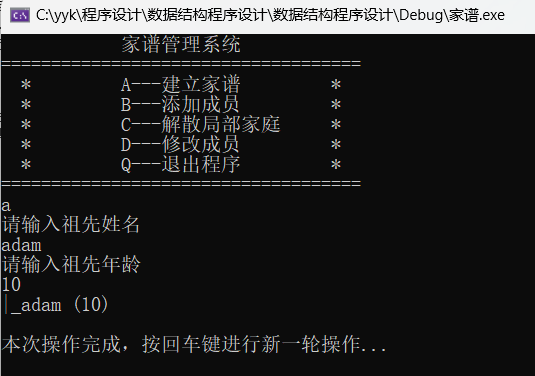 C:\yyk\程序设计\数据结构程序设计\数据结构程序设计\Debug\家谱.exe
家谱管理系统
====================================
* A---建立家谱 *
* B---添加成员 *
* C---解散局部家庭 *
* D---修改成员 *
* Q---退出程序 *
====================================
a
请输入祖先姓名
adam
请输入祖先年龄
10
|_adam (10)
本次操作完成，按回车键进行新一轮操作...